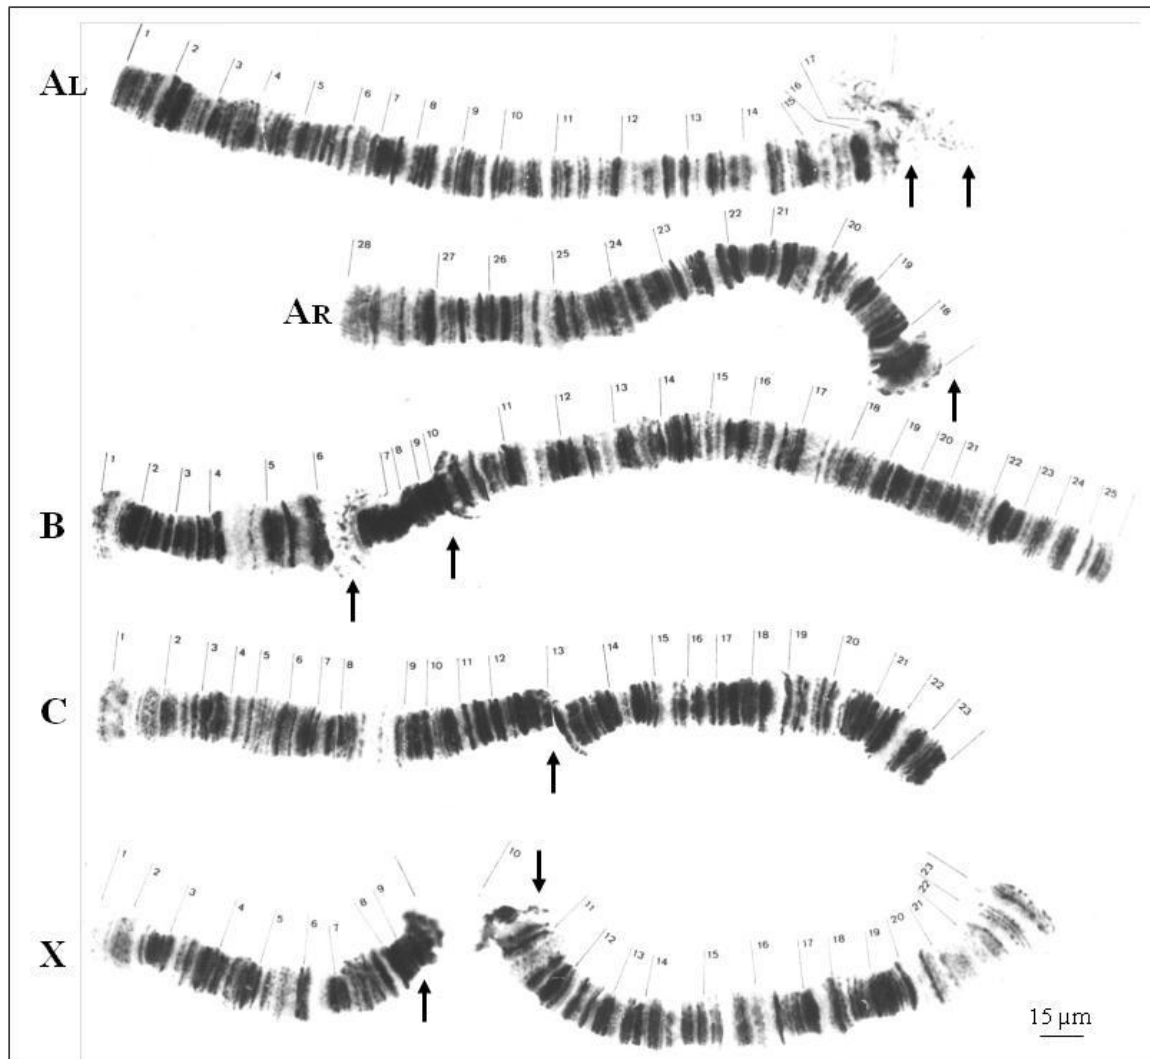 1 2 3 4 5 6 7 8 9 10 11 12 13 14 15 16 17
AL
28 27 26 25 24 23 22 21 20 19 18
AR
1 2 3 4 5 6 7 8 9 10 11 12 13 14 15 16 17 18 19 20 21 22 23 24 25
B
1 2 3 4 5 6 7 8 9 10 11 12 13 14 15 16 17 18 19 20 21 22 23
C
1 2 3 4 5 6 7 8 9 10 11 12 13 14 15 16 17 18 19 20 21 22 23
X
15 µm